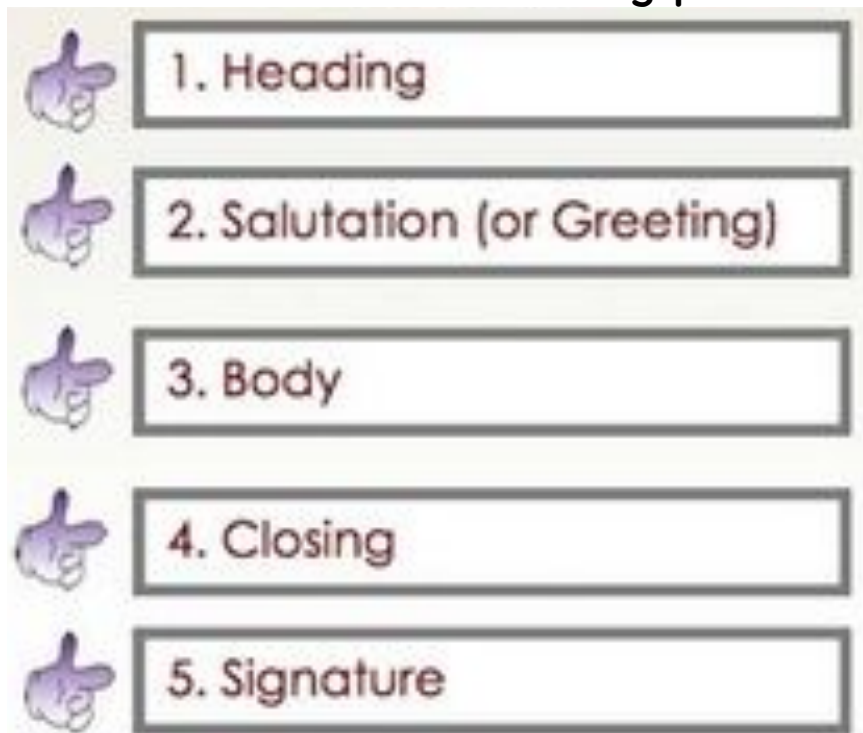 1. Heading
2. Salutation (or Greeting)
3. Body
4. Closing
5. Signature